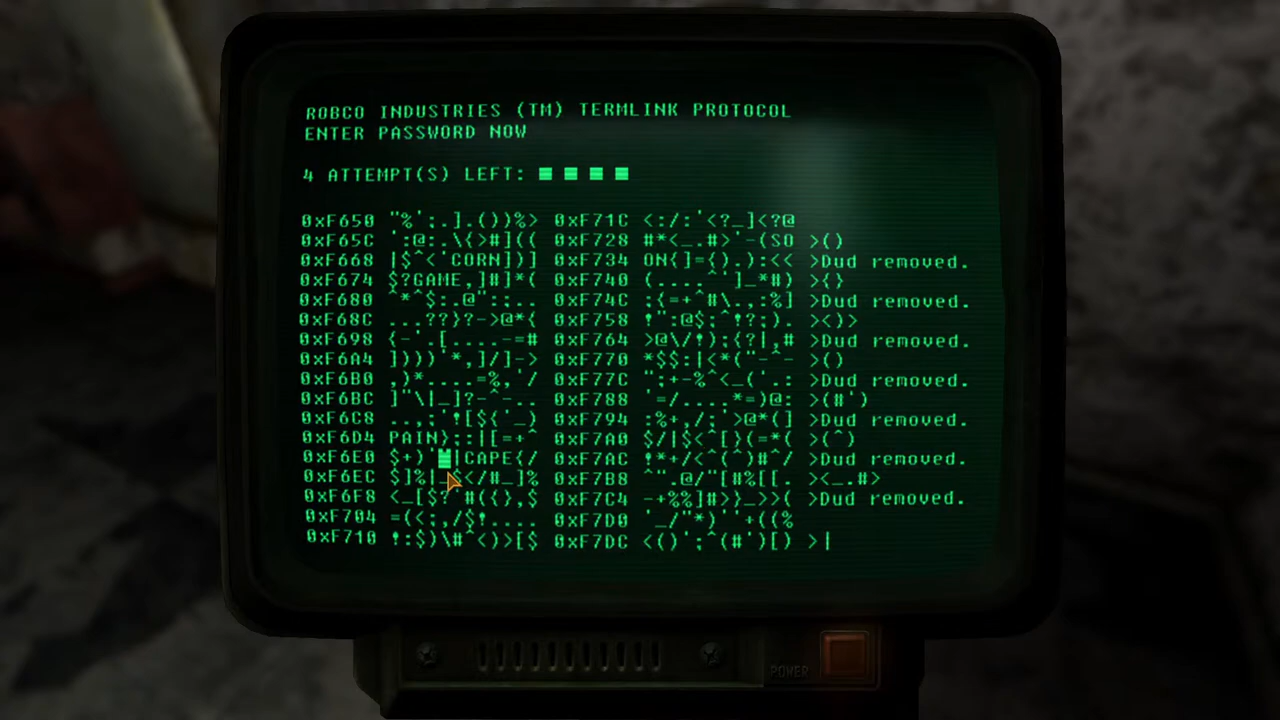 ROBCO INDUSTRIES (TM) TERMLINK PROTOCOL
ENTER PASSWORD NOW
4 ATTEMPT(S) LEFT:
0xF650 "%';.].())%> 0xF71C <:/:'<?_]<?@
0xF65C ':@:.\{>#](( 0xF728 #*<_.#>'-(SO >()
0xF668 |$^<'CORN])] 0xF734 ON{]={).):<< >Dud removed.
0xF674 $?GAME,]#]*( 0xF740 (....^']_*#) >{}
0xF680 ^*^$:.@":;.. 0xF74C ;{=+^#\.,:%] >Dud removed.
0xF68C ...??}?->@*{ 0xF758 !":@$;^!?;). ><)>
0xF698 {-'.[....-=# 0xF764 >@\/!);{?|,# >Dud removed.
0xF6A4 ])))'*,]/]-> 0xF770 *$$:|<*("-^- >()
0xF6B0 ,)*....=%,'/ 0xF77C ":+-%^<_('.: >Dud removed.
0xF6BC ]"\|_]?-^-.. 0xF788 '=/....*=)@: >(#')
0xF6C8 ..,;'![${'_) 0xF794 :%+,/;'>@*(] >Dud removed.
0xF6D4 PAIN};:|[=+^ 0xF7A0 $/|$<^[}(=*( >(^)
0xF6E0 $+)'"|CAPE{/ 0xF7AC !*+/<^(^)#^/ >Dud removed.
0xF6EC $]%|_$</#_]% 0xF7B8 ^".@/"[#%[[. ><_.#>
0xF6F8 <_[$?'#({},$ 0xF7C4 -+%%]#>}_>>( >Dud removed.
0xF704 =(<:,/$!.... 0xF7D0 '_/"*)''+((%
0xF710 !:$)\#^<)>[$ 0xF7DC <()';^(#')[) >
POWER